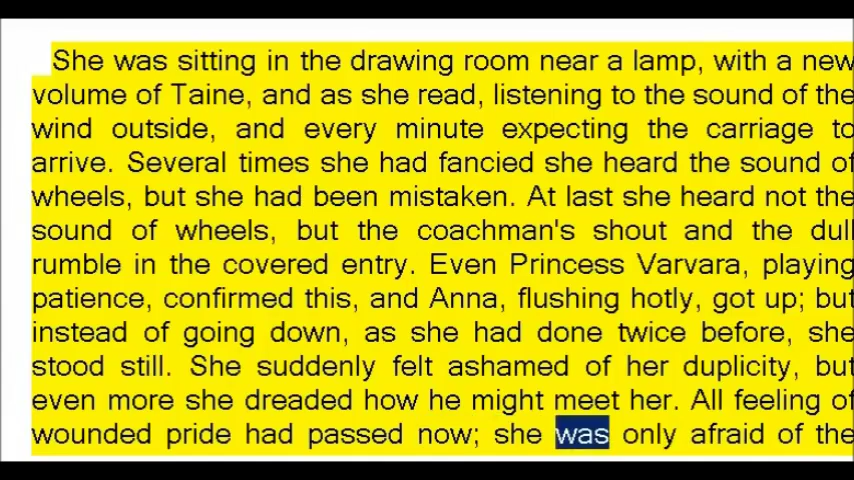 She was sitting in the drawing room near a lamp, with a new
volume of Taine, and as she read, listening to the sound of the
wind outside, and every minute expecting the carriage to
arrive. Several times she had fancied she heard the sound of
wheels, but she had been mistaken. At last she heard not the
sound of wheels, but the coachman's shout and the dull
rumble in the covered entry. Even Princess Varvara, playing
patience, confirmed this, and Anna, flushing hotly, got up; but
instead of going down, as she had done twice before, she
stood still. She suddenly felt ashamed of her duplicity, but
even more she dreaded how he might meet her. All feeling of
wounded pride had passed now; she was only afraid of the